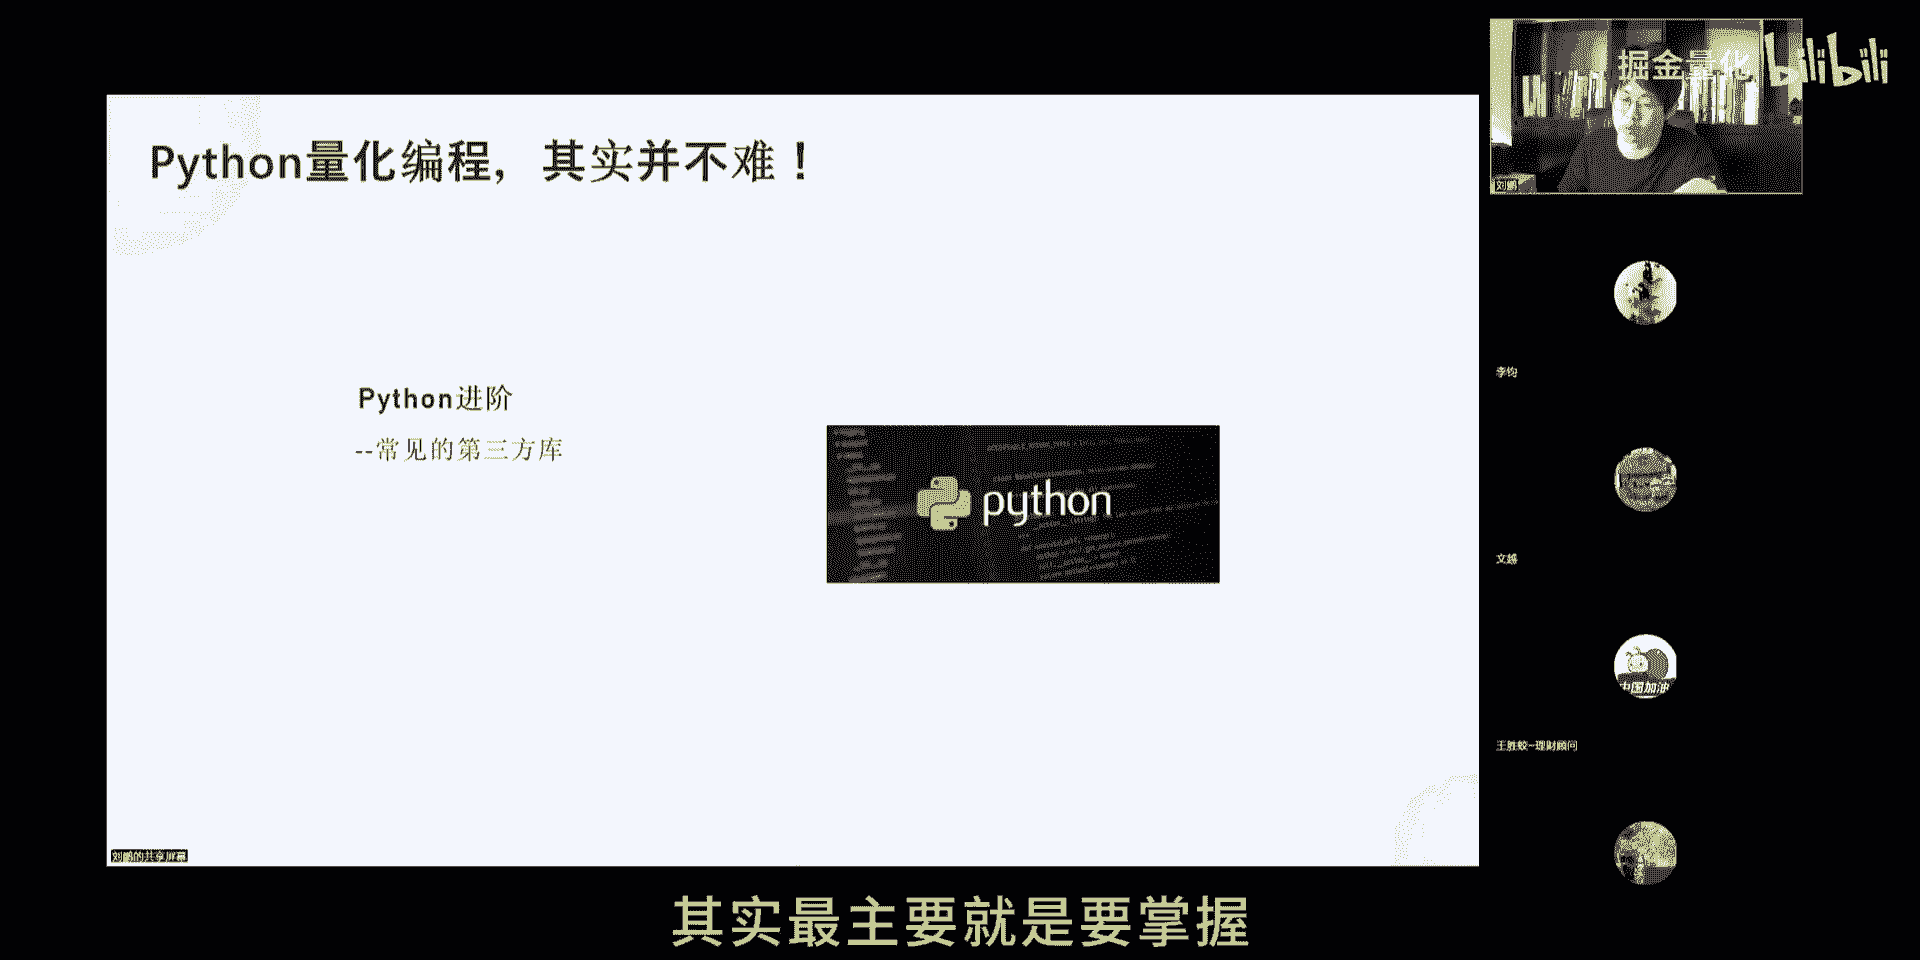 掘金量化 bilibili
Python量化编程，其实并不难！
刘鹏
李钧
Python进阶
--常见的第三方库
python
文越
中国加油
王胜蛟-理财顾问
刘鹏的共享屏幕
其实最主要就是要掌握